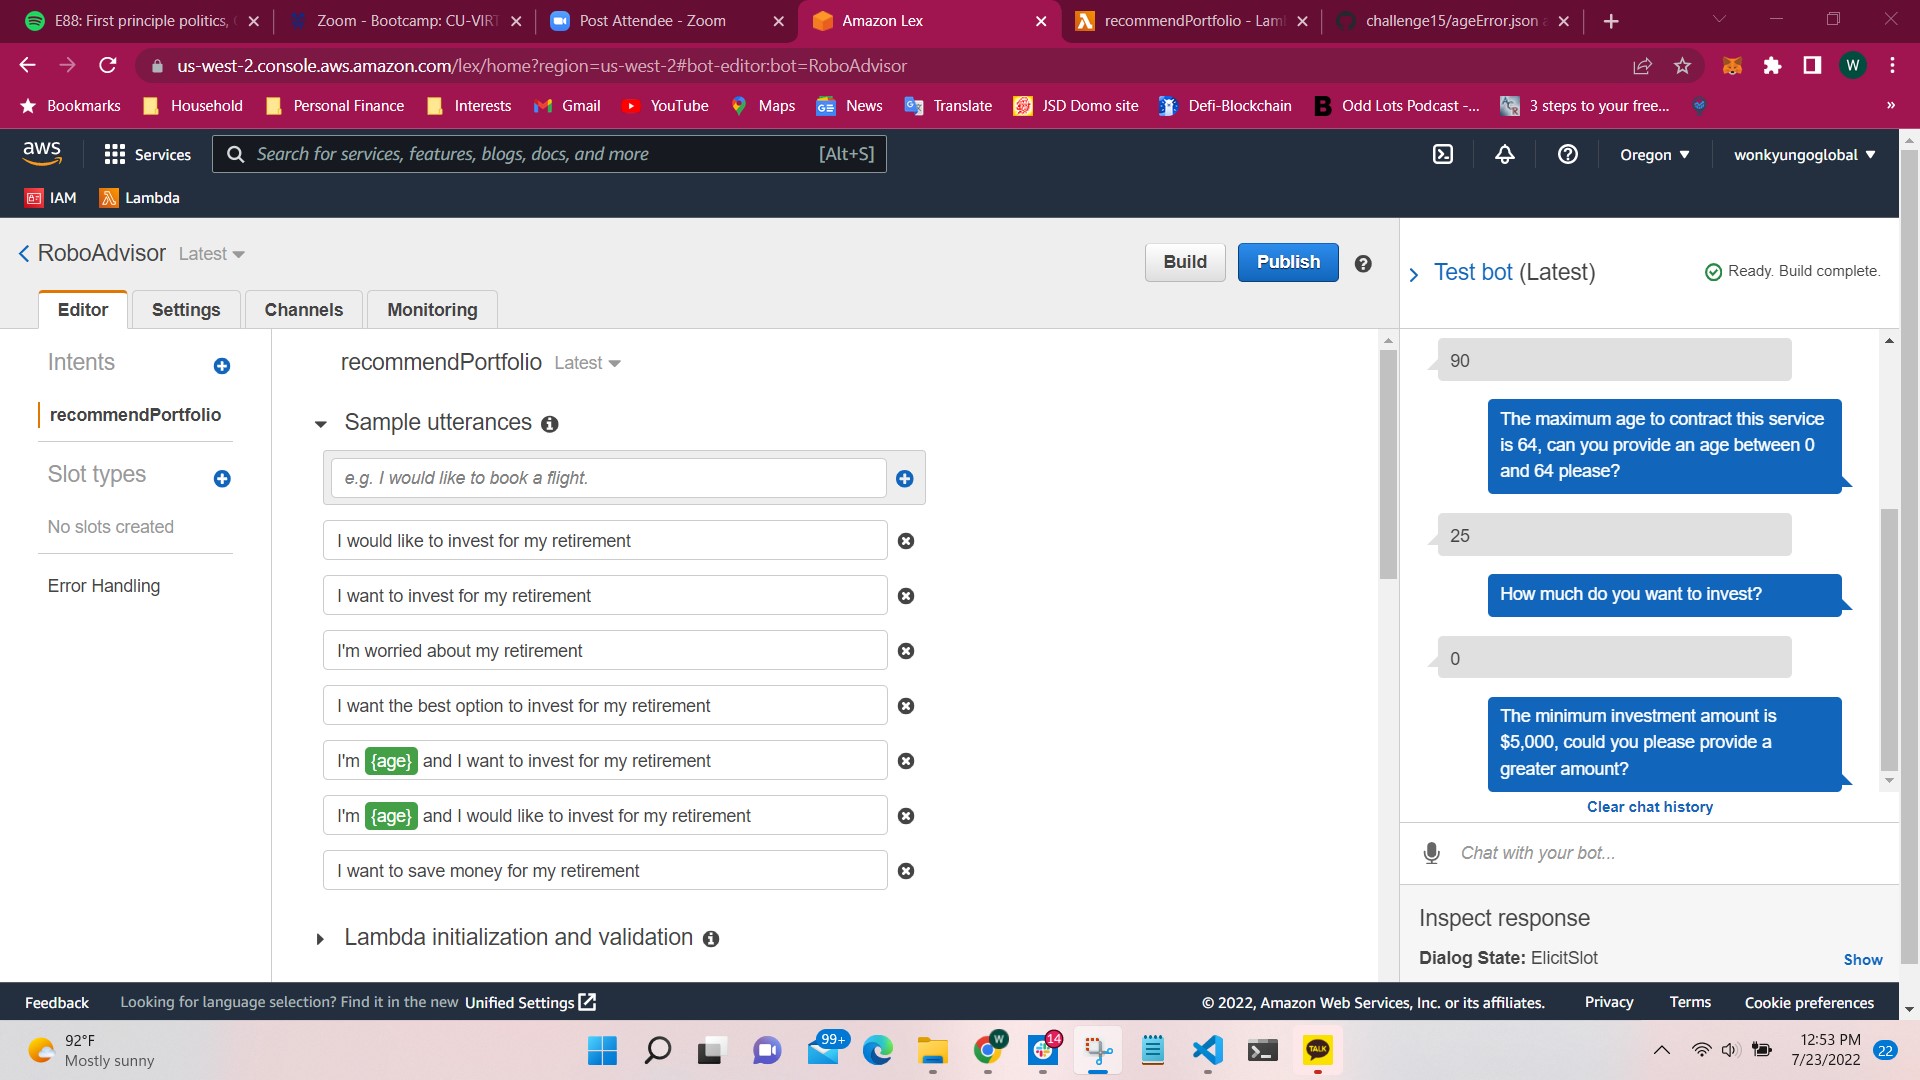 E88: First principle politics,
Zoom - Bootcamp: CU-VIRT
Post Attendee - Zoom
Amazon Lex
recommendPortfolio - Lam
challenge15/ageError.json a
us-west-2.console.aws.amazon.com/lex/home?region=us-west-2#bot-editor:bot=RoboAdvisor
W
Bookmarks
Household
Personal Finance
Interests
Gmail
YouTube
Maps
News
Translate
JSD Domo site
Defi-Blockchain
Odd Lots Podcast -...
3 steps to your free...
»
aws
Services
Search for services, features, blogs, docs, and more
[Alt+S]
Oregon
wonkyungoglobal
IAM
Lambda
RoboAdvisor
Latest
Build
Publish
Editor
Settings
Channels
Monitoring
Intents
recommendPortfolio
Slot types
No slots created
Error Handling
recommendPortfolio
Latest
Sample utterances
e.g. I would like to book a flight.
I would like to invest for my retirement
I want to invest for my retirement
I'm worried about my retirement
I want the best option to invest for my retirement
I'm {age} and I want to invest for my retirement
I'm {age} and I would like to invest for my retirement
I want to save money for my retirement
Lambda initialization and validation
Test bot (Latest)
Ready. Build complete.
90
The maximum age to contract this service
is 64, can you provide an age between 0
and 64 please?
25
How much do you want to invest?
0
The minimum investment amount is
$5,000, could you please provide a
greater amount?
Clear chat history
Chat with your bot...
Inspect response
Dialog State: ElicitSlot
Show
Feedback
Looking for language selection? Find it in the new Unified Settings
© 2022, Amazon Web Services, Inc. or its affiliates.
Privacy
Terms
Cookie preferences
92°F
Mostly sunny
99+
W
14
TALK
12:53 PM
7/23/2022
22